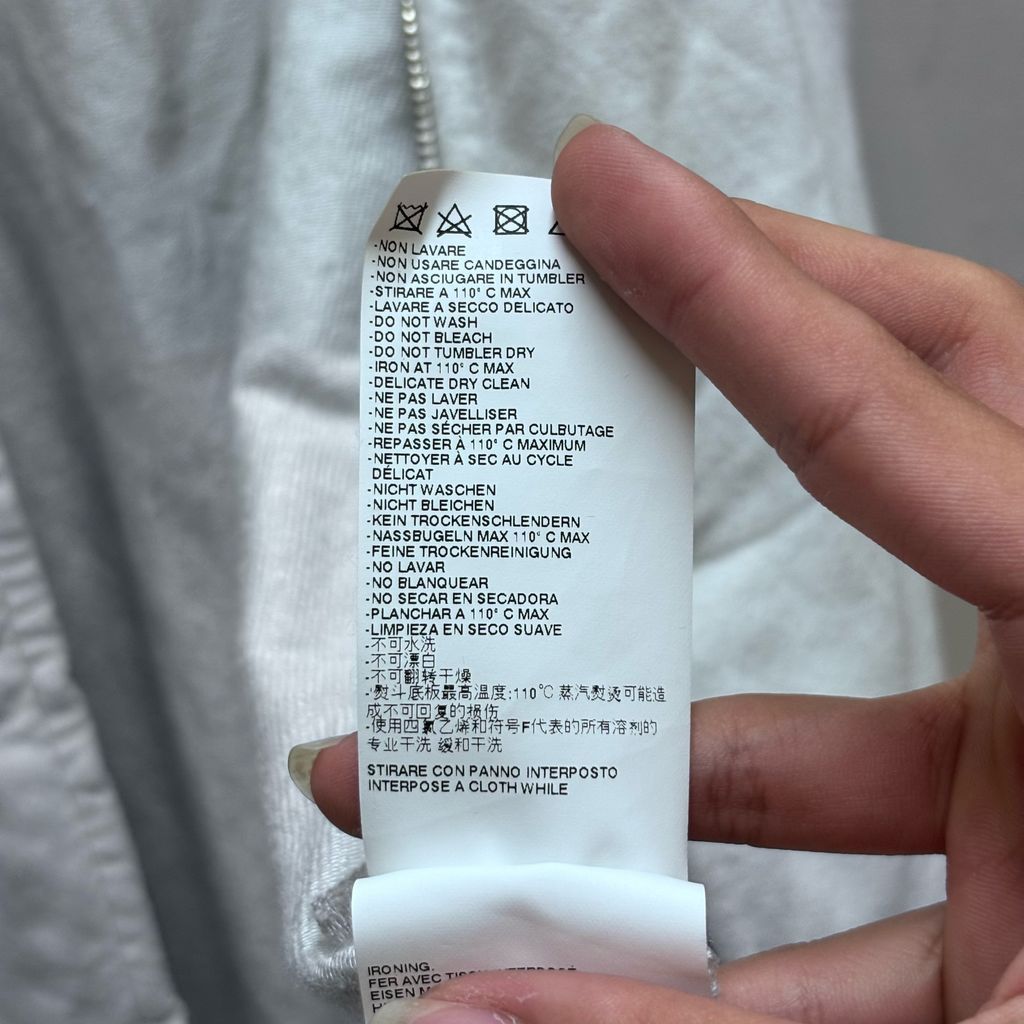 -NON LAVARE
-NON USARE CANDEGGINA
-NON ASCIUGARE IN TUMBLER
-STIRARE A 110° C MAX
-LAVARE A SECCO DELICATO
-DO NOT WASH
-DO NOT BLEACH
-DO NOT TUMBLER DRY
-IRON AT 110° C MAX
-DELICATE DRY CLEAN
-NE PAS LAVER
-NE PAS JAVELLISER
-NE PAS SÉCHER PAR CULBUTAGE
-REPASSER À 110° C MAXIMUM
-NETTOYER À SEC AU CYCLE
DÉLICAT
-NICHT WASCHEN
-NICHT BLEICHEN
-KEIN TROCKENSCHLENDERN
-NASSBUGELN MAX 110° C MAX
-FEINE TROCKENREINIGUNG
-NO LAVAR
-NO BLANQUEAR
-NO SECAR EN SECADORA
-PLANCHAR A 110° C MAX
-LIMPIEZA EN SECO SUAVE
-不可水洗
-不可漂白
-不可翻转干燥
-熨斗底板最高温度:110℃ 蒸汽熨烫可能造
成不可回复的损伤
-使用四氯乙烯和符号F代表的所有溶剂的
专业干洗 缓和干洗
STIRARE CON PANNO INTERPOSTO
INTERPOSE A CLOTH WHILE
IRONING.
FER AVEC
EISEN